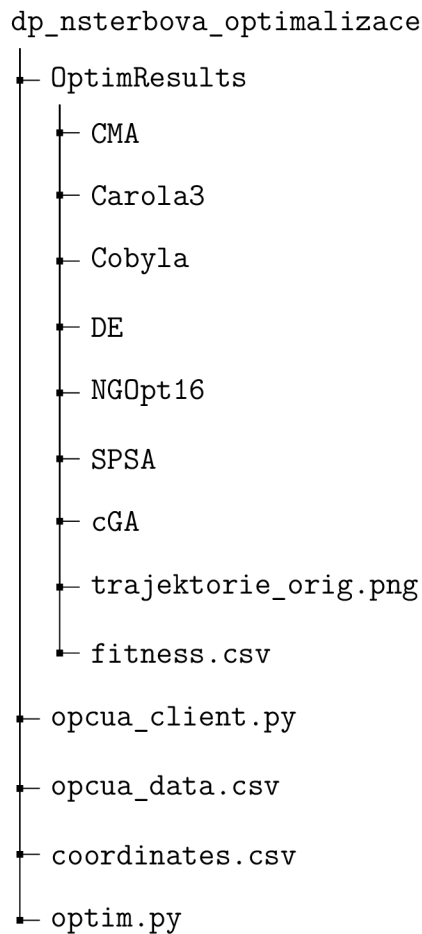 dp_nsterbova_optimalizace
OptimResults
CMA
Carola3
Cobyla
DE
NGOpt16
SPSA
cGA
trajektorie_orig.png
fitness.csv
opcua_client.py
opcua_data.csv
coordinates.csv
optim.py